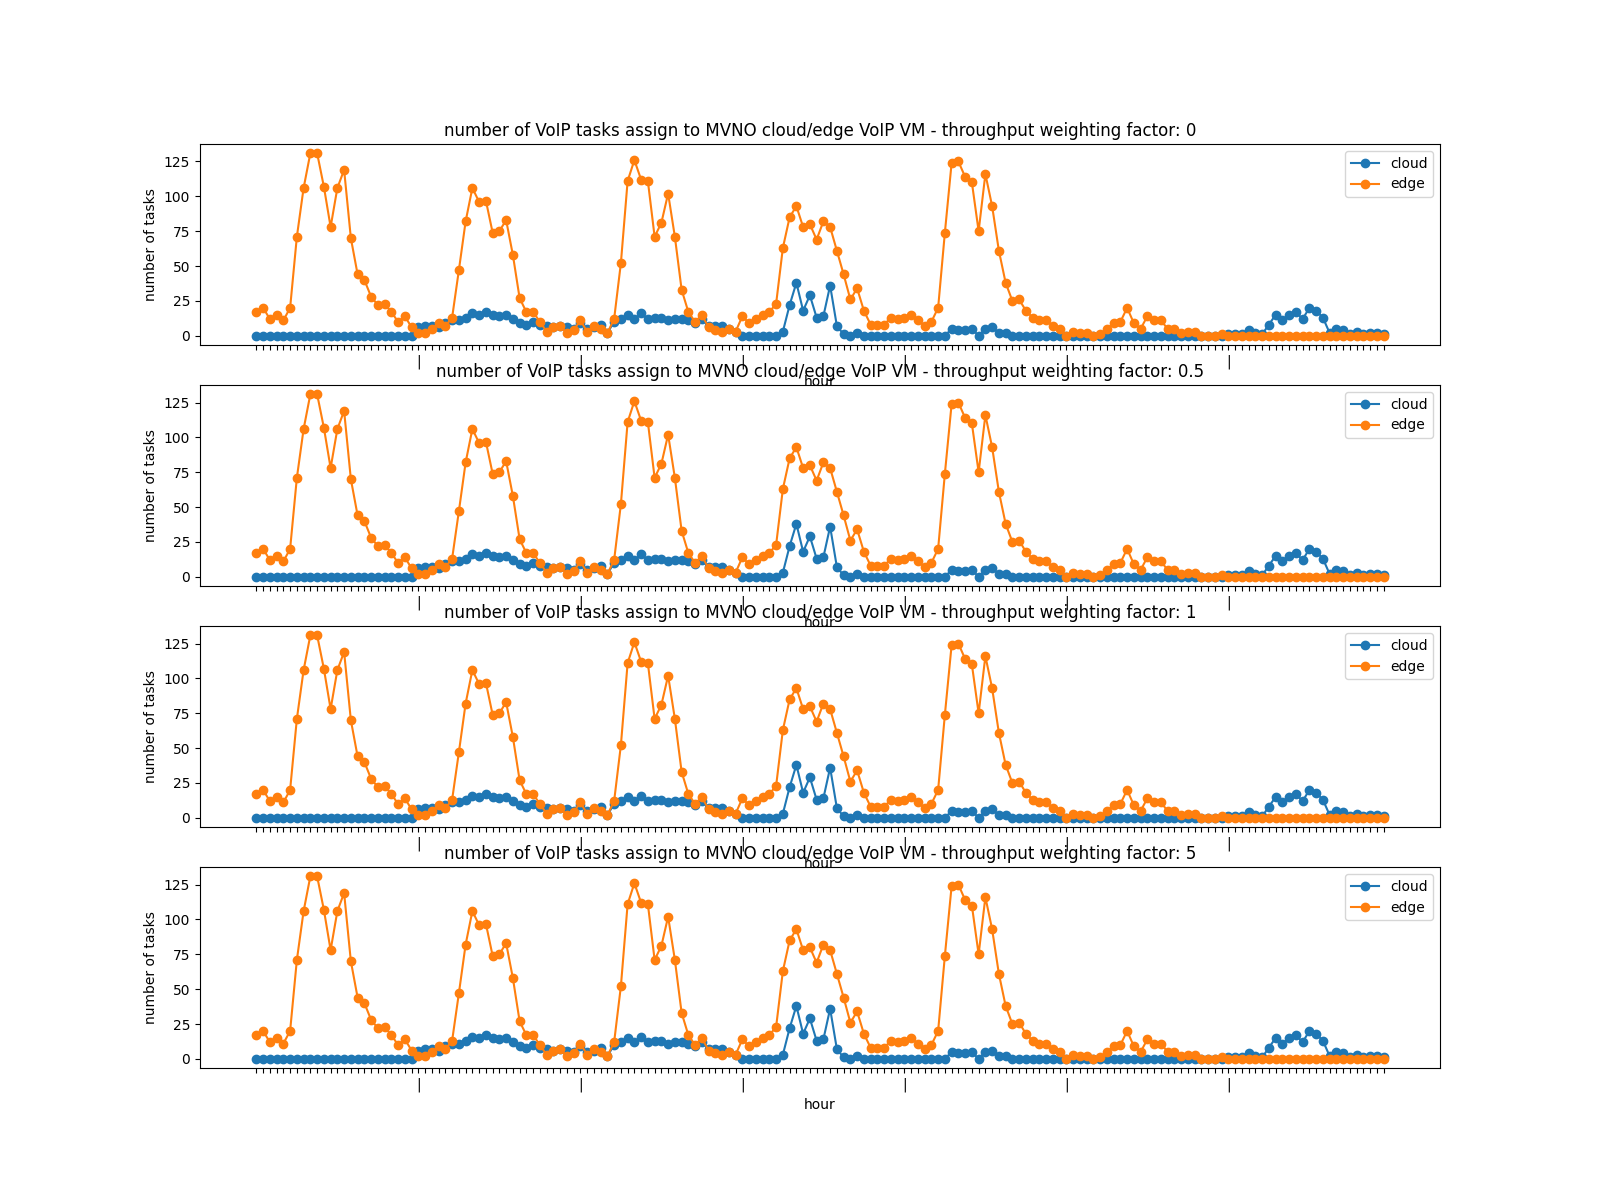 number of VoIP tasks assign to MVNO cloud/edge VoIP VM - throughput weighting factor: 0
number of tasks
125
100
75
50
25
0
cloud
edge
hour
number of VoIP tasks assign to MVNO cloud/edge VoIP VM - throughput weighting factor: 0.5
number of tasks
125
100
75
50
25
0
cloud
edge
hour
number of VoIP tasks assign to MVNO cloud/edge VoIP VM - throughput weighting factor: 1
number of tasks
125
100
75
50
25
0
cloud
edge
hour
number of VoIP tasks assign to MVNO cloud/edge VoIP VM - throughput weighting factor: 5
number of tasks
125
100
75
50
25
0
cloud
edge
hour